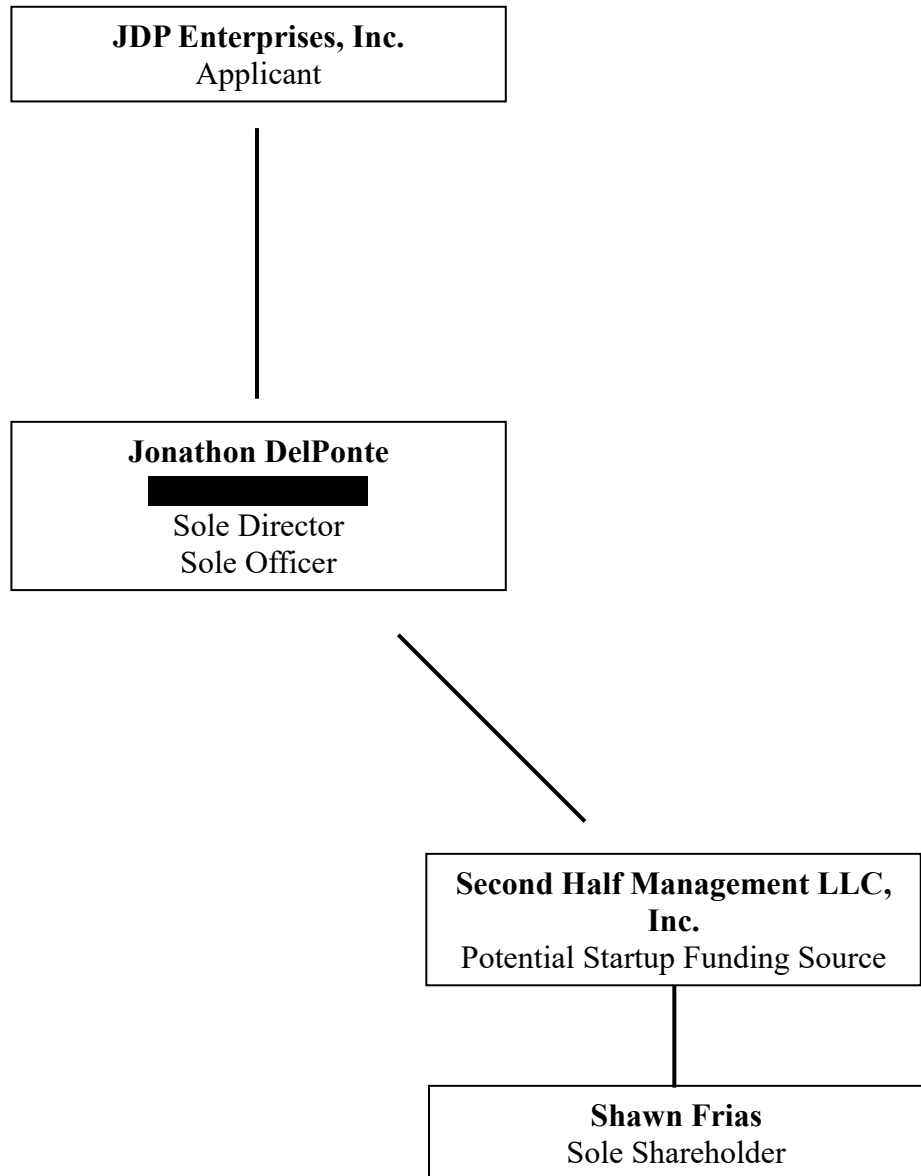 JDP Enterprises, Inc.
Applicant
Jonathon DelPonte
Sole Director
Sole Officer
Second Half Management LLC,
Inc.
Potential Startup Funding Source
Shawn Frias
Sole Shareholder